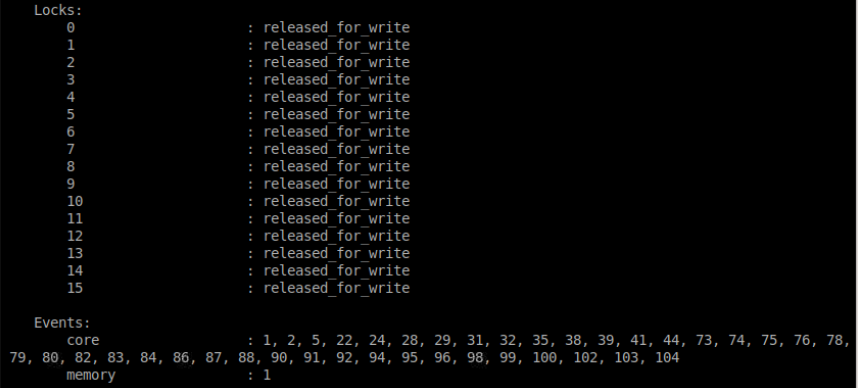 Locks:
0 : released_for_write
1 : released_for_write
2 : released_for_write
3 : released_for_write
4 : released_for_write
5 : released_for_write
6 : released_for_write
7 : released_for_write
8 : released_for_write
9 : released_for_write
10 : released_for_write
11 : released_for_write
12 : released_for_write
13 : released_for_write
14 : released_for_write
15 : released_for_write
Events:
core : 1, 2, 5, 22, 24, 28, 29, 31, 32, 35, 38, 39, 41, 44, 73, 74, 75, 76, 78,
79, 80, 82, 83, 84, 86, 87, 88, 90, 91, 92, 94, 95, 96, 98, 99, 100, 102, 103, 104
memory : 1